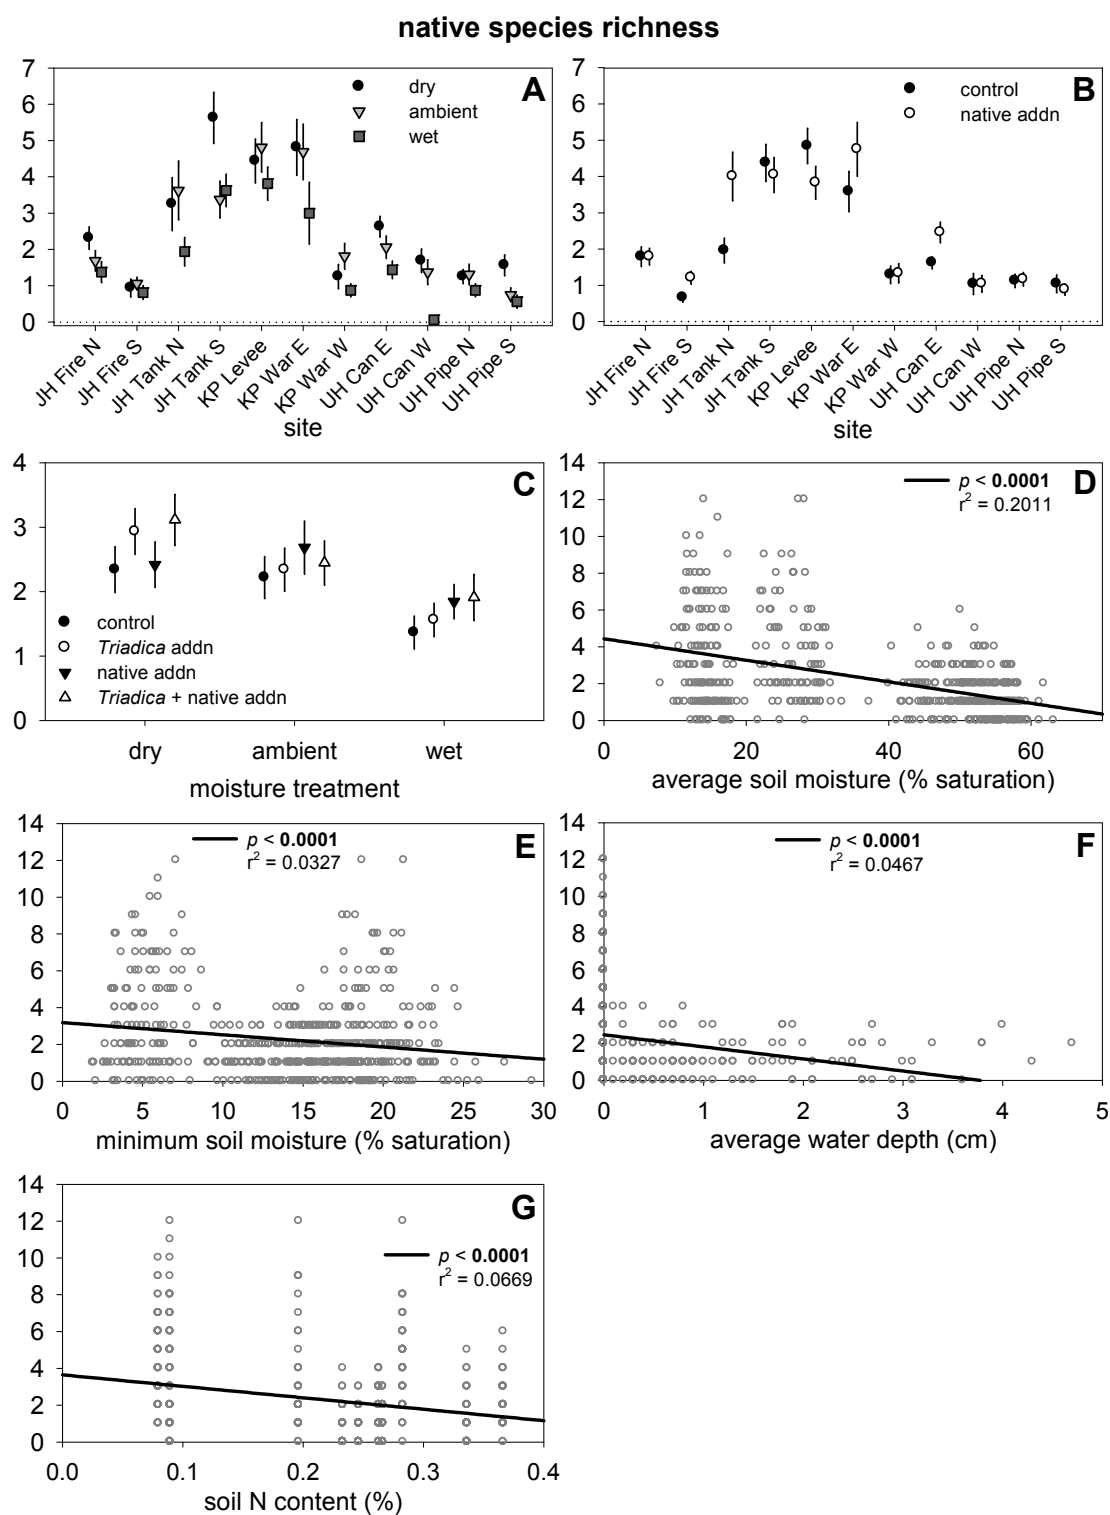 native species richness
A
dry
ambient
wet
7
6
5
4
3
2
1
0
JH Fire N
JH Fire S
JH Tank N
JH Tank S
KP Levee
KP War E
KP War W
UH Can E
UH Can W
UH Pipe N
UH Pipe S
site
B
control
native addn
7
6
5
4
3
2
1
0
JH Fire N
JH Fire S
JH Tank N
JH Tank S
KP Levee
KP War E
KP War W
UH Can E
UH Can W
UH Pipe N
UH Pipe S
site
C
4
3
2
1
0
control
Triadica addn
native addn
Triadica + native addn
dry ambient wet
moisture treatment
D
p < 0.0001
r² = 0.2011
14
12
10
8
6
4
2
0
0 20 40 60
average soil moisture (% saturation)
E
p < 0.0001
r² = 0.0327
14
12
10
8
6
4
2
0
0 5 10 15 20 25 30
minimum soil moisture (% saturation)
F
p < 0.0001
r² = 0.0467
14
12
10
8
6
4
2
0
0 1 2 3 4 5
average water depth (cm)
G
p < 0.0001
r² = 0.0669
14
12
10
8
6
4
2
0
0.0 0.1 0.2 0.3 0.4
soil N content (%)